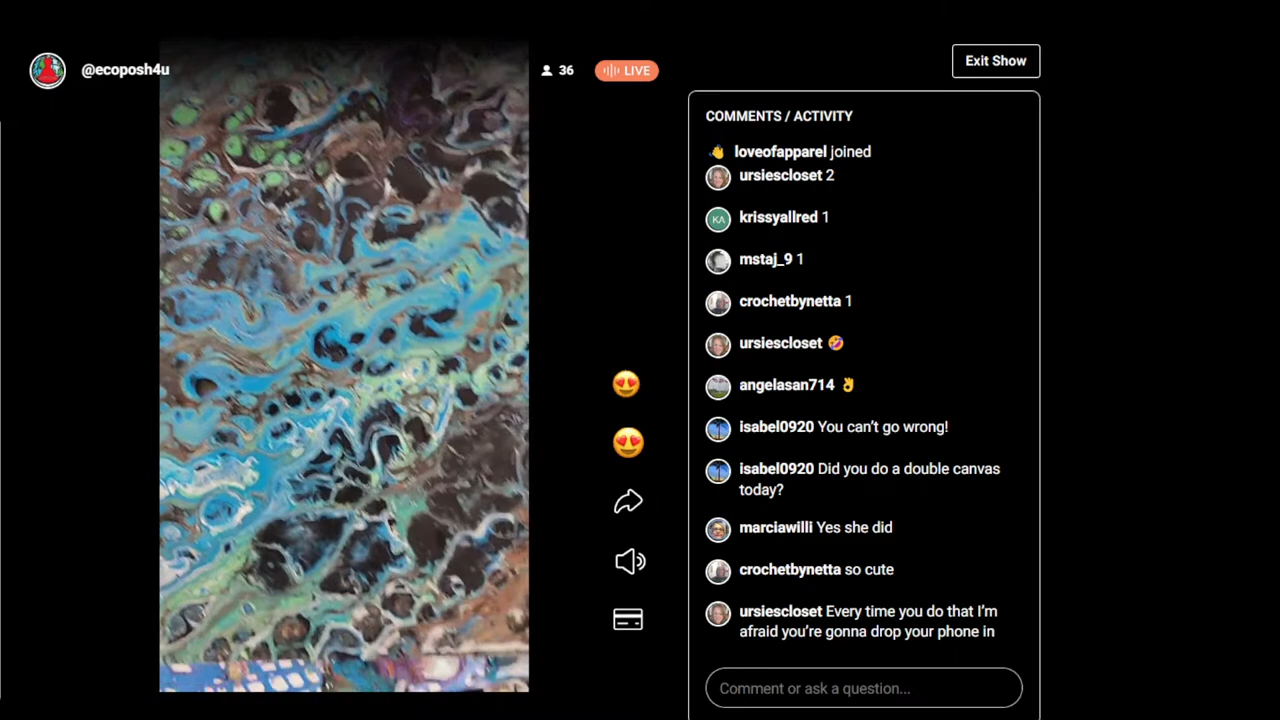 @ecoposh4u
36
LIVE
Exit Show
COMMENTS / ACTIVITY
👋 loveofapparel joined
ursiescloset 2
KA krissyallred 1
mstaj_9 1
crochetbynetta 1
ursiescloset 🤣
angelasan714 👌
isabel0920 You can't go wrong!
isabel0920 Did you do a double canvas
today?
marciawilli Yes she did
crochetbynetta so cute
ursiescloset Every time you do that I'm
afraid you're gonna drop your phone in
Comment or ask a question...